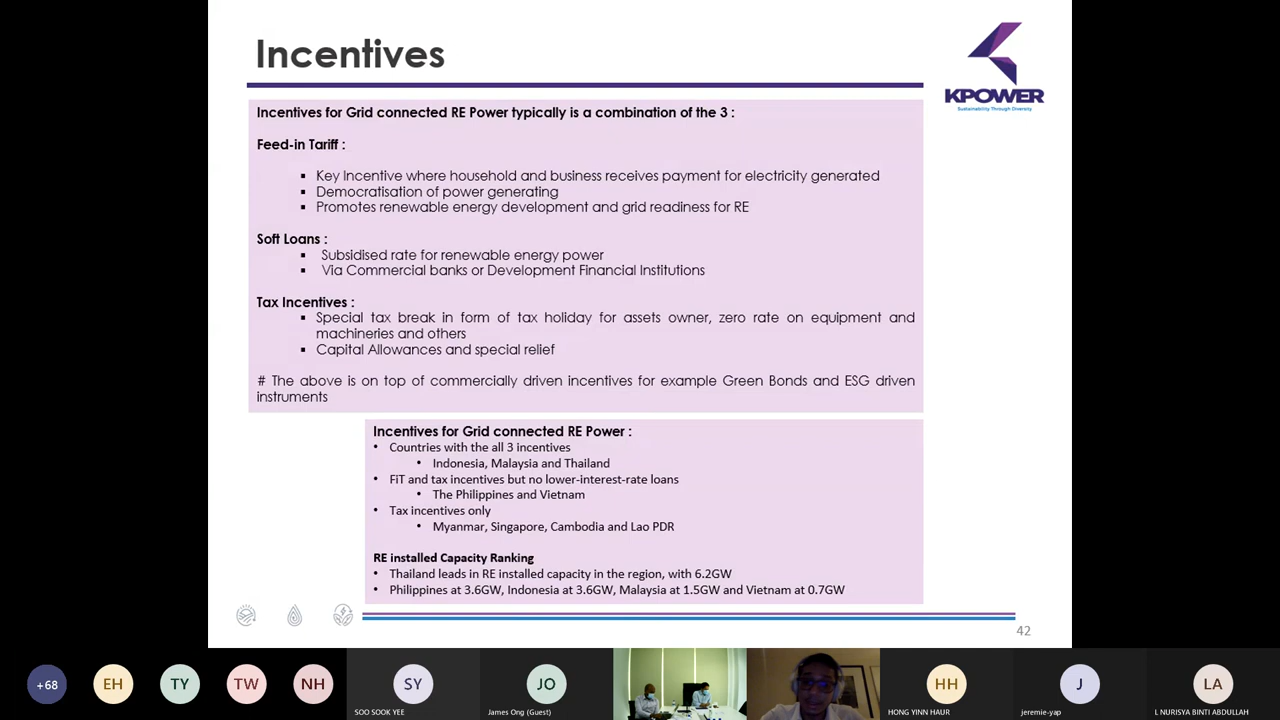 Incentives
KPOWER
Sustainability Through Diversity
Incentives for Grid connected RE Power typically is a combination of the 3 :
Feed-in Tariff :
▪ Key Incentive where household and business receives payment for electricity generated
▪ Democratisation of power generating
▪ Promotes renewable energy development and grid readiness for RE
Soft Loans :
▪ Subsidised rate for renewable energy power
▪ Via Commercial banks or Development Financial Institutions
Tax Incentives :
▪ Special tax break in form of tax holiday for assets owner, zero rate on equipment and
machineries and others
▪ Capital Allowances and special relief
# The above is on top of commercially driven incentives for example Green Bonds and ESG driven
instruments
Incentives for Grid connected RE Power :
• Countries with the all 3 incentives
• Indonesia, Malaysia and Thailand
• FiT and tax incentives but no lower-interest-rate loans
• The Philippines and Vietnam
• Tax incentives only
• Myanmar, Singapore, Cambodia and Lao PDR
RE installed Capacity Ranking
• Thailand leads in RE installed capacity in the region, with 6.2GW
• Philippines at 3.6GW, Indonesia at 3.6GW, Malaysia at 1.5GW and Vietnam at 0.7GW
42
+68 EH TY TW NH SY JO HH J LA
SOO SOOK YEE James Ong (Guest) HONG YINN HAUR jeremie-yap L NURISYA BINTI ABDULLAH